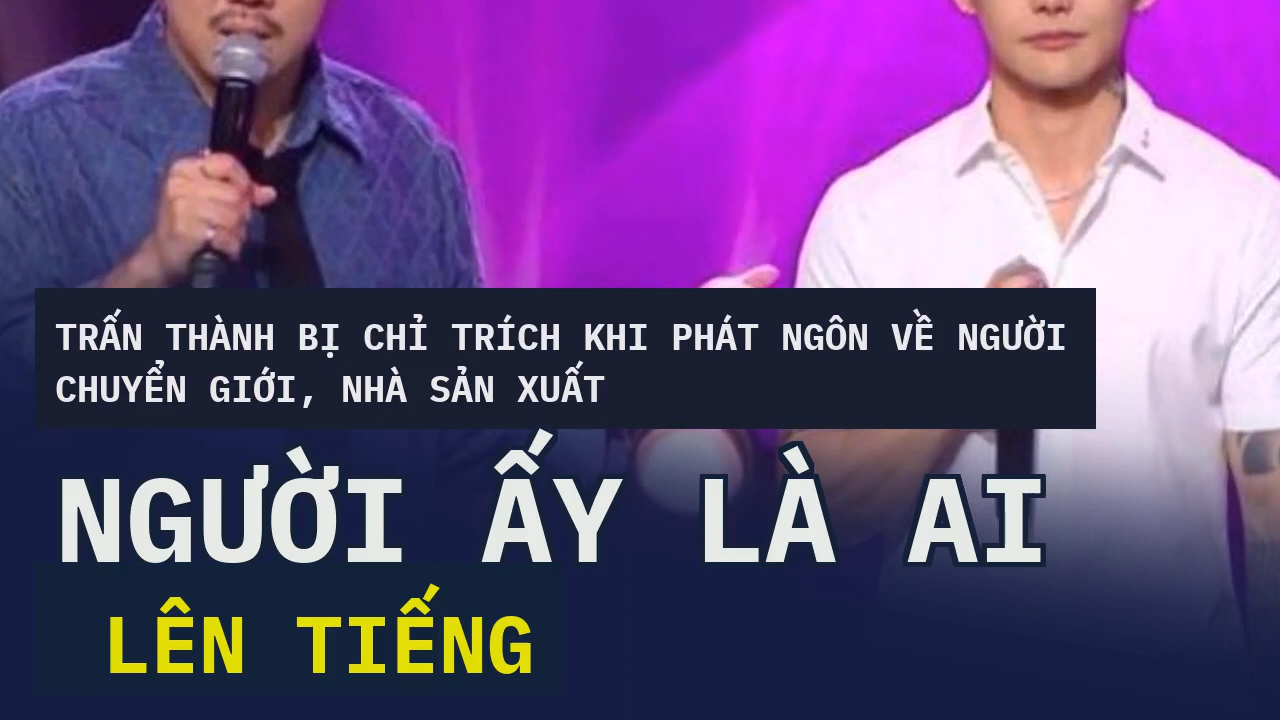 TRẤN THÀNH BỊ CHỈ TRÍCH KHI PHÁT NGÔN VỀ NGƯỜI
CHUYỂN GIỚI, NHÀ SẢN XUẤT
NGƯỜI ẤY LÀ AI
LÊN TIẾNG